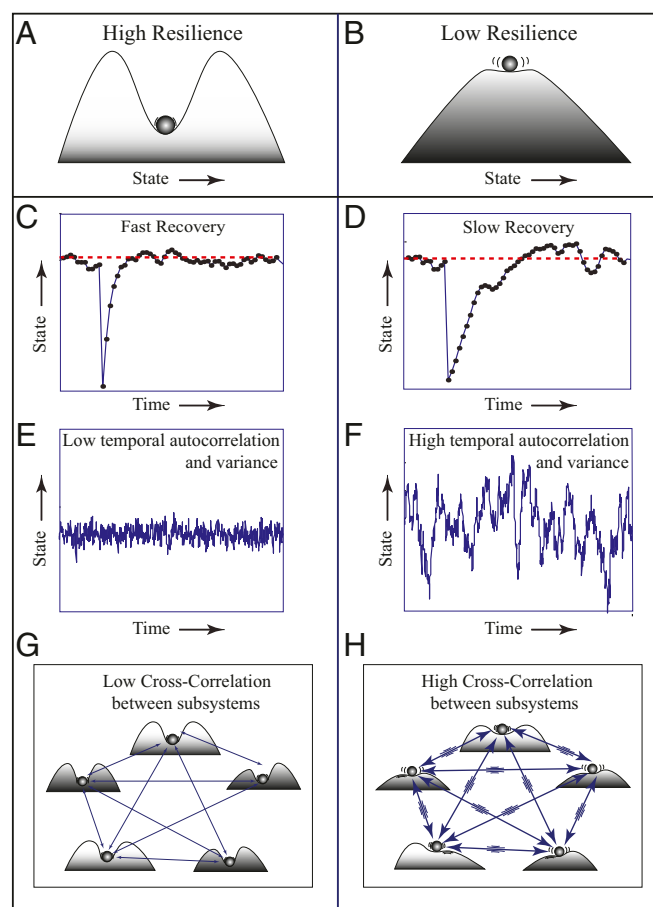 A
High Resilience
State
B
Low Resilience
State
C
Fast Recovery
State
Time
D
Slow Recovery
State
Time
E
Low temporal autocorrelation
and variance
State
Time
F
High temporal autocorrelation
and variance
State
Time
G
Low Cross-Correlation
between subsystems
H
High Cross-Correlation
between subsystems